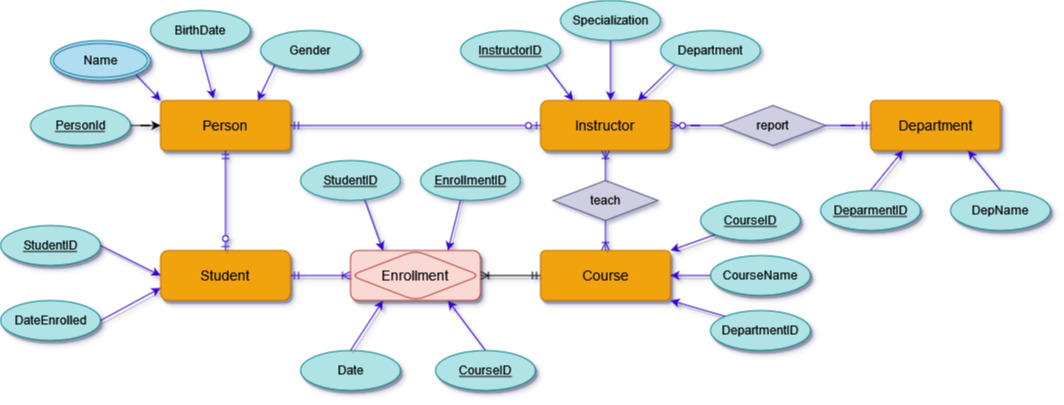 BirthDate
Specialization
Name
Gender
InstructorID
Department
PersonId
Person
Instructor
report
Department
StudentID
EnrollmentID
teach
DeparmentID
DepName
StudentID
CourseID
Student
Enrollment
Course
CourseName
DateEnrolled
DepartmentID
Date
CourseID